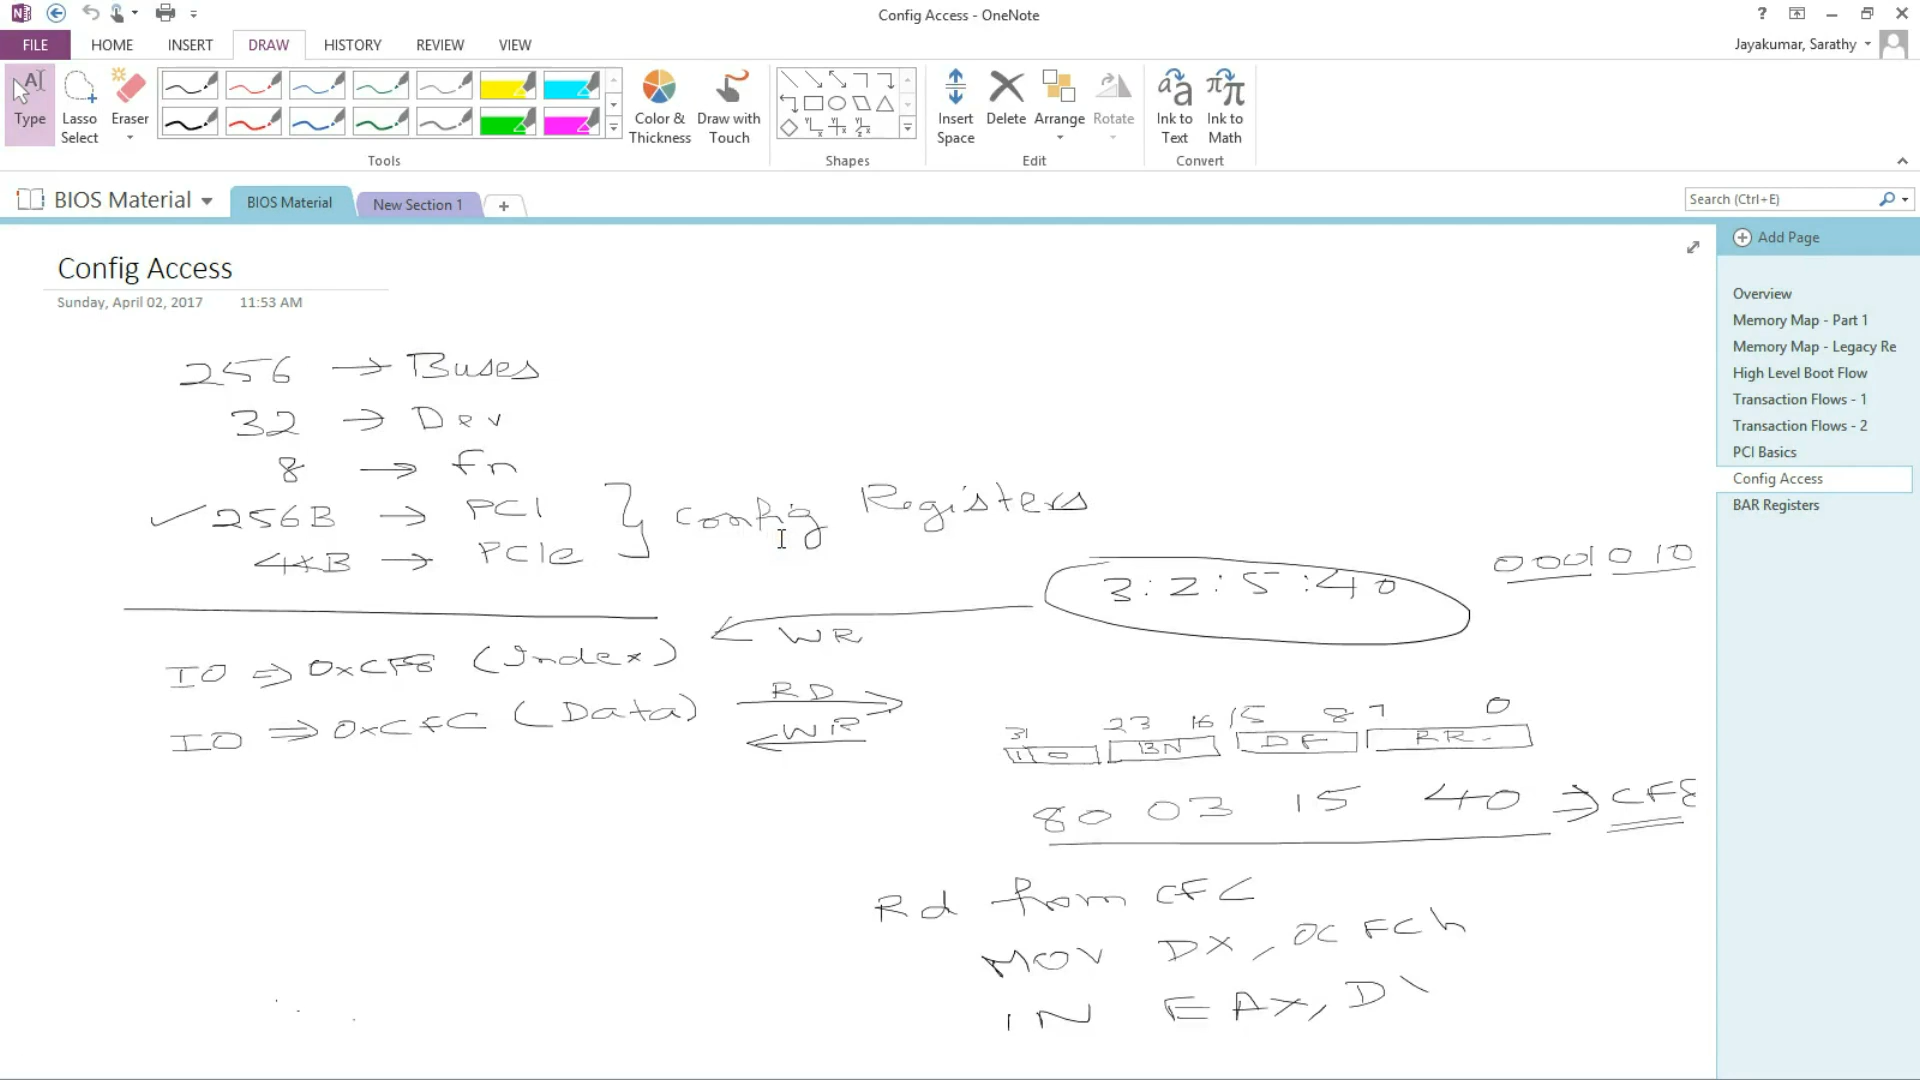 Config Access - OneNote
FILE HOME INSERT DRAW HISTORY REVIEW VIEW
Jayakumar, Sarathy
Type
Lasso Select
Eraser
Color & Thickness
Draw with Touch
Insert Space
Delete
Arrange
Rotate
Ink to Text
Ink to Math
Tools
Shapes
Edit
Convert
BIOS Material
BIOS Material
New Section 1
Search (Ctrl+E)
Add Page
Overview
Memory Map - Part 1
Memory Map - Legacy Re
High Level Boot Flow
Transaction Flows - 1
Transaction Flows - 2
PCI Basics
Config Access
BAR Registers
Config Access
Sunday, April 02, 2017 11:53 AM
256 → Buses
32 → Dev
8 → Fn
✓256B → PCI
4KB → PCIe
} Config Registers
3:2:5:40
0001010
WR
IO ⇒ 0xCF8 (Index)
IO ⇒ 0xCFC (Data)
RD
WR
31 23 16 15 8 7 0
BN DF RR
80 03 15 40 ⇒ CF8
Rd from CFC
MOV DX, 0CFCh
IN EAX,